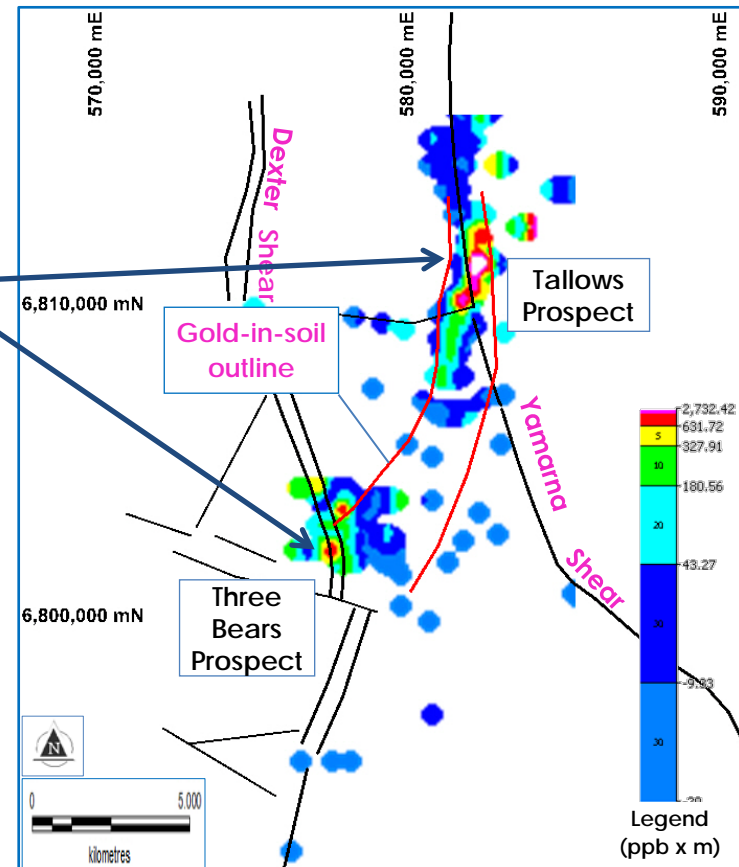 570,000 mE
580,000 mE
590,000 mE
Dexter Shear
6,810,000 mN
Tallows
Prospect
Gold-in-soil
outline
Yamarna
Shear
Three
Bears
Prospect
6,800,000 mN
2,732.42
631.72
5
327.91
10
180.56
20
43.27
30
-9.83
30
N
0 5.000
kilometres
Legend
(ppb x m)